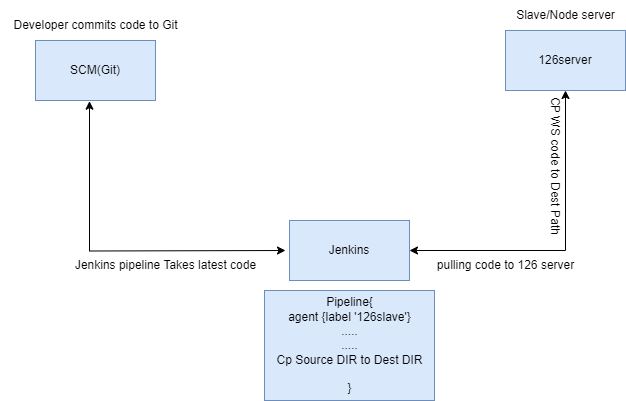 Developer commits code to Git
SCM(Git)
Slave/Node server
126server
CP WS code to Dest Path
Jenkins
Jenkins pipeline Takes latest code
pulling code to 126 server
Pipeline{
agent {label '126slave'}
.....
.....
Cp Source DIR to Dest DIR
}